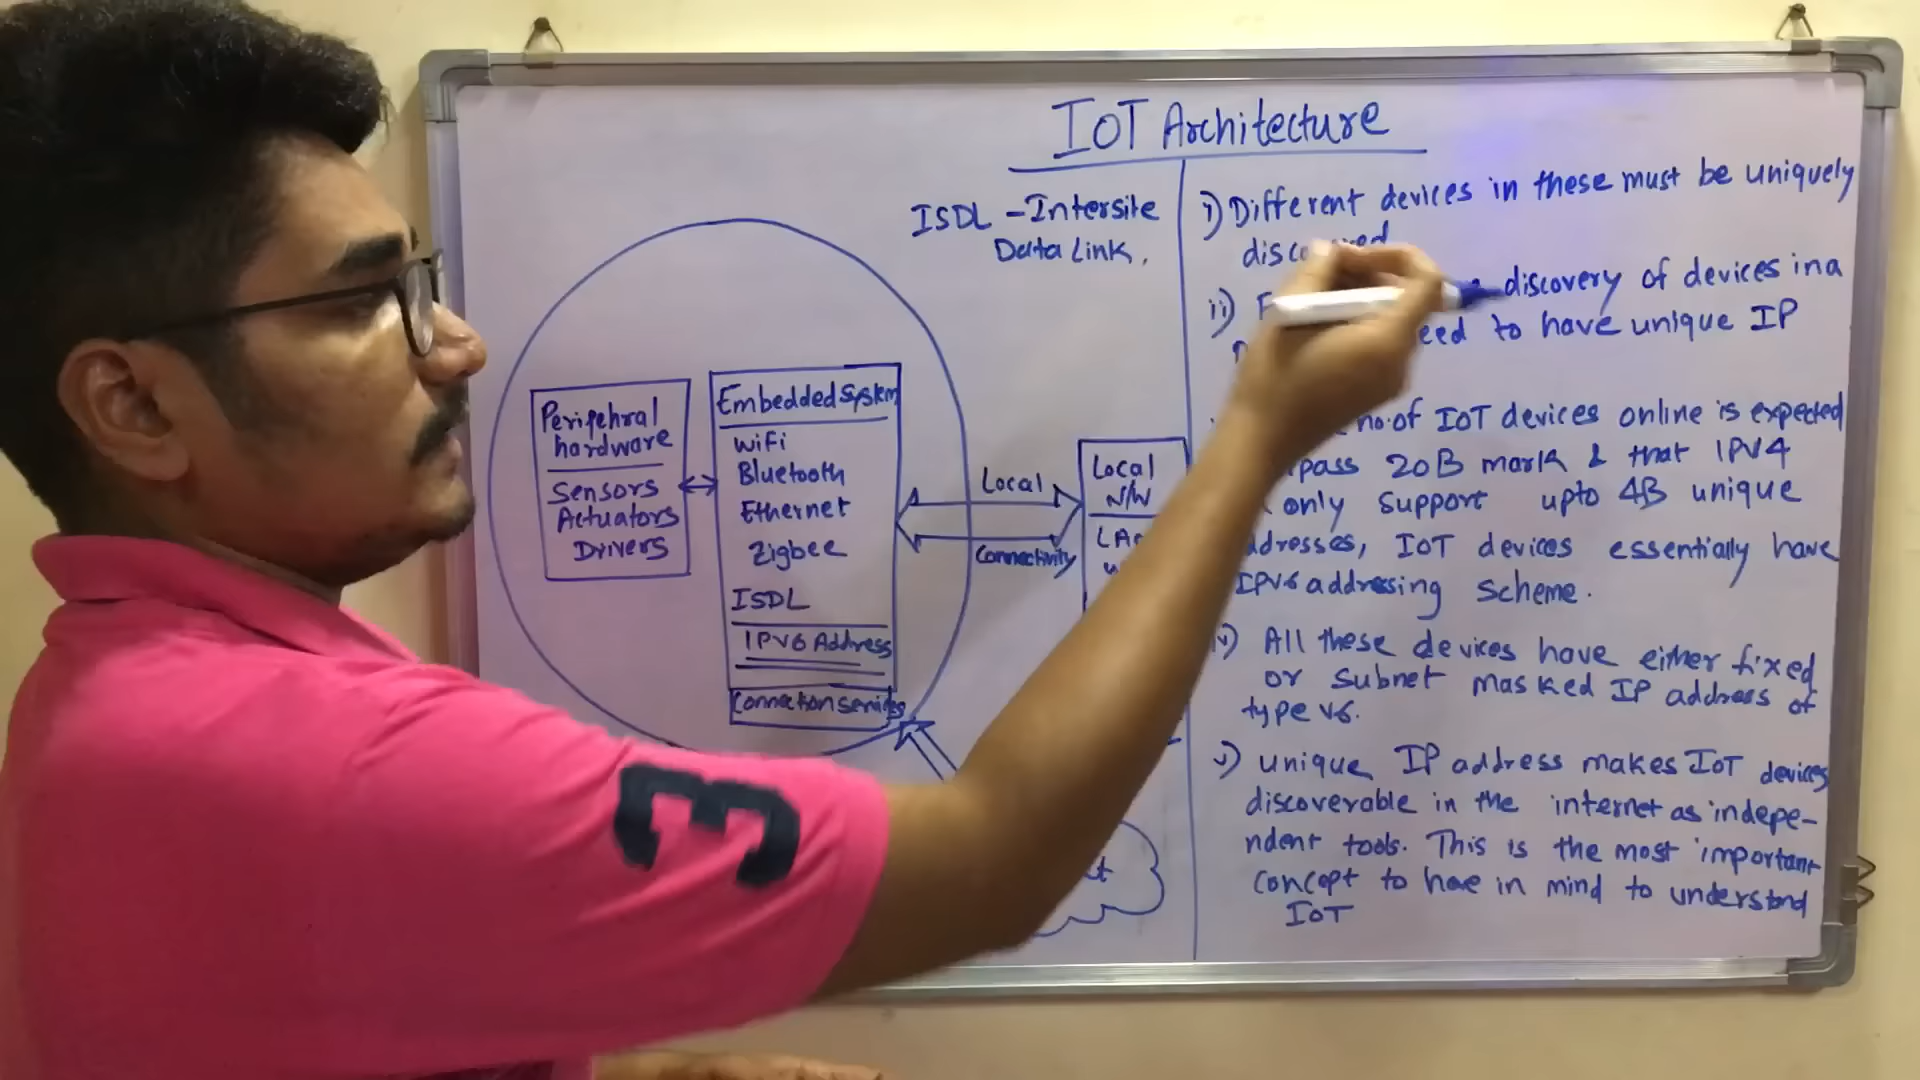 IoT Architecture
ISDL - Intersite
Data Link.
Peripehral
hardware
Sensors
Actuators
Drivers
Embedded System
WiFi
Bluetooth
Ethernet
Zigbee
ISDL
IPV6 Address
Connection Services
Local
Connectivity
Local
N/W
i) Different devices in these must be uniquely
ii) discovery of devices in a
to have unique IP
no. of IoT devices online is expected
pass 20B mark & that IPV4
only support upto 4B unique
IoT devices essentially have
IPV6 addressing scheme.
All these devices have either fixed
or subnet masked IP address of
type V6.
v) unique IP address makes IoT devices
discoverable in the internet as indepe-
ndent tools. This is the most important
concept to have in mind to understand
IoT
3